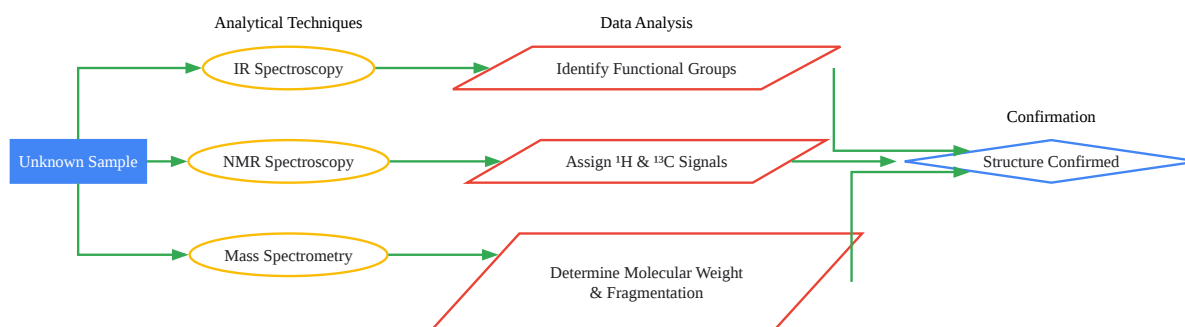 Analytical Techniques
Data Analysis
IR Spectroscopy
Identify Functional Groups
Confirmation
Unknown Sample
NMR Spectroscopy
Assign ¹H & ¹³C Signals
Structure Confirmed
Mass Spectrometry
Determine Molecular Weight
& Fragmentation